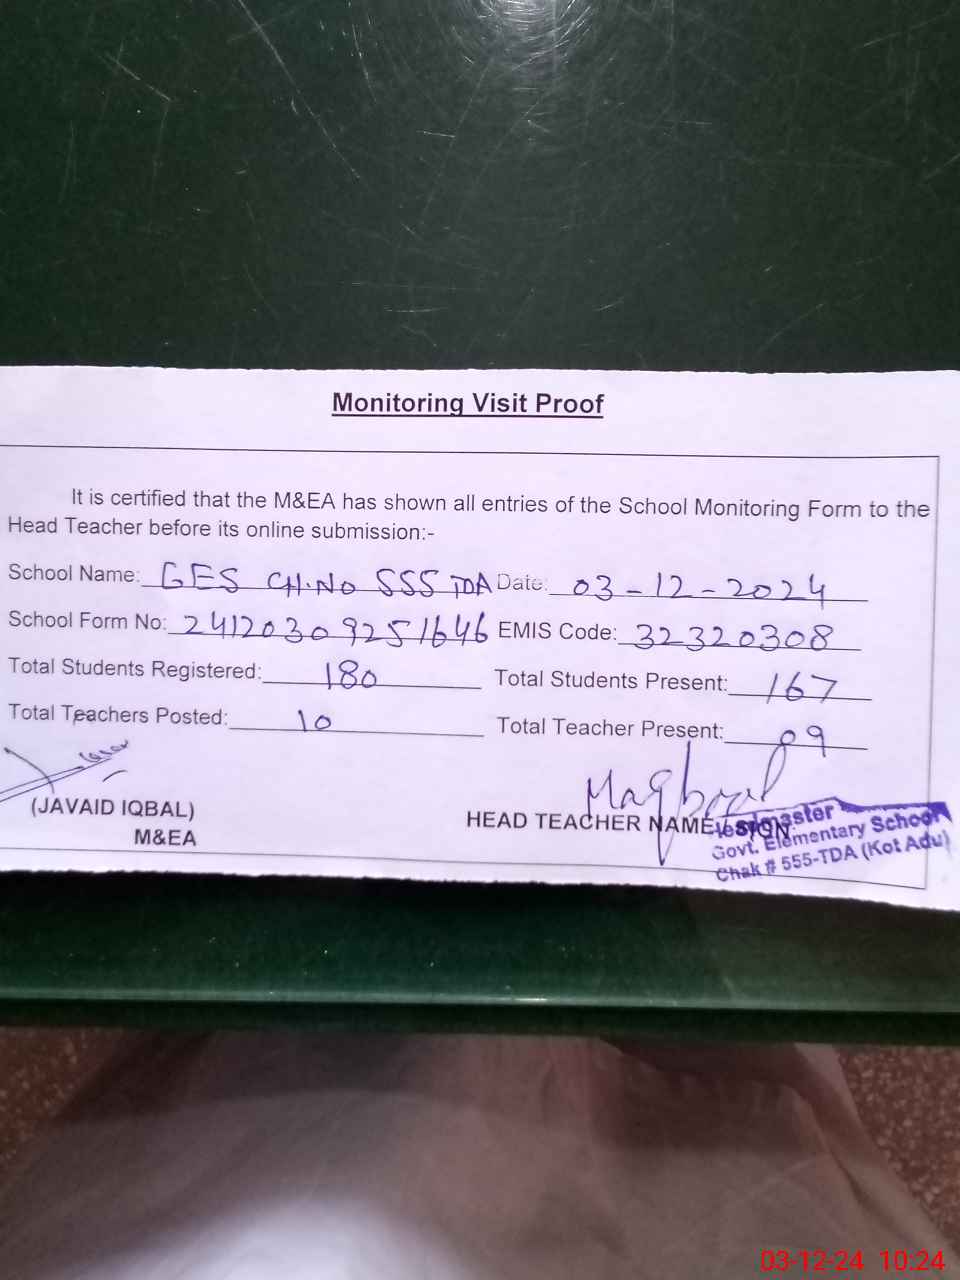 Monitoring Visit Proof
It is certified that the M&EA has shown all entries of the School Monitoring Form to the
Head Teacher before its online submission:-
School Name: GES CH.NO 555 TDA Date: 03-12-2024
School Form No: 24120309251646 EMIS Code: 32320308
Total Students Registered: 180 Total Students Present: 167
Total Teachers Posted: 10 Total Teacher Present: 09
Maqbool
(JAVAID IQBAL) HEAD TEACHER NAME/SIGN:
M&EA
Headmaster
Govt. Elementary School
Chak # 555-TDA (Kot Adu)
03-12-24 10:24